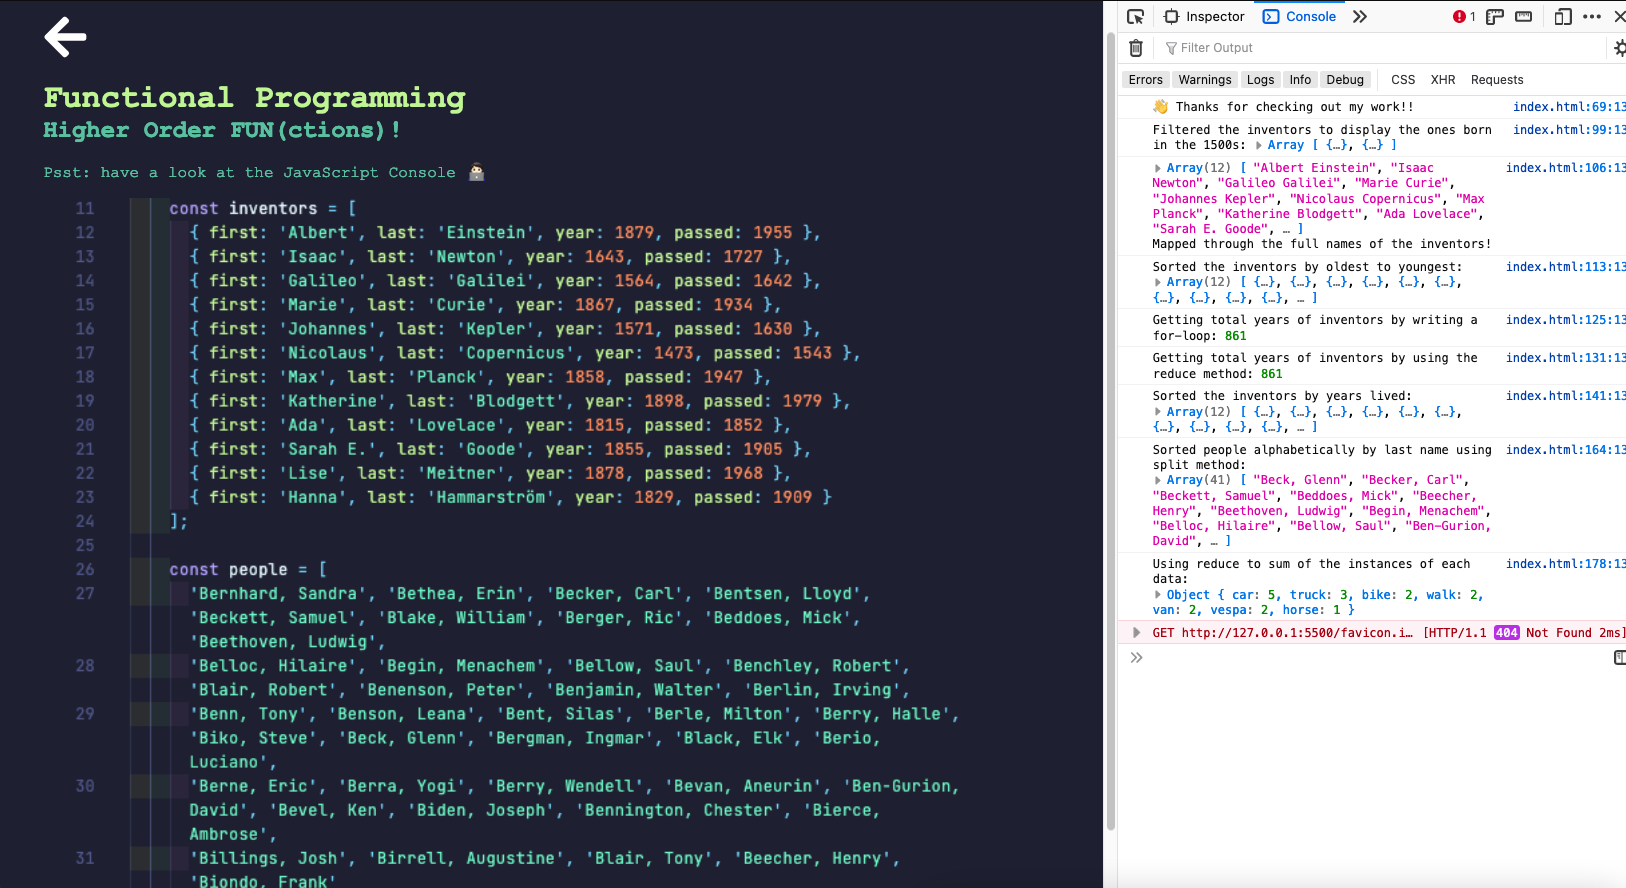 Functional Programming
Higher Order FUN(ctions)!
Psst: have a look at the JavaScript Console
11 const inventors = [
12 { first: 'Albert', last: 'Einstein', year: 1879, passed: 1955 },
13 { first: 'Isaac', last: 'Newton', year: 1643, passed: 1727 },
14 { first: 'Galileo', last: 'Galilei', year: 1564, passed: 1642 },
15 { first: 'Marie', last: 'Curie', year: 1867, passed: 1934 },
16 { first: 'Johannes', last: 'Kepler', year: 1571, passed: 1630 },
17 { first: 'Nicolaus', last: 'Copernicus', year: 1473, passed: 1543 },
18 { first: 'Max', last: 'Planck', year: 1858, passed: 1947 },
19 { first: 'Katherine', last: 'Blodgett', year: 1898, passed: 1979 },
20 { first: 'Ada', last: 'Lovelace', year: 1815, passed: 1852 },
21 { first: 'Sarah E.', last: 'Goode', year: 1855, passed: 1905 },
22 { first: 'Lise', last: 'Meitner', year: 1878, passed: 1968 },
23 { first: 'Hanna', last: 'Hammarström', year: 1829, passed: 1909 }
24 ];
25
26 const people = [
27 'Bernhard, Sandra', 'Bethea, Erin', 'Becker, Carl', 'Bentsen, Lloyd',
'Beckett, Samuel', 'Blake, William', 'Berger, Ric', 'Beddoes, Mick',
'Beethoven, Ludwig',
28 'Belloc, Hilaire', 'Begin, Menachem', 'Bellow, Saul', 'Benchley, Robert',
'Blair, Robert', 'Benenson, Peter', 'Benjamin, Walter', 'Berlin, Irving',
29 'Benn, Tony', 'Benson, Leana', 'Bent, Silas', 'Berle, Milton', 'Berry, Halle',
'Biko, Steve', 'Beck, Glenn', 'Bergman, Ingmar', 'Black, Elk', 'Berio,
Luciano',
30 'Berne, Eric', 'Berra, Yogi', 'Berry, Wendell', 'Bevan, Aneurin', 'Ben-Gurion,
David', 'Bevel, Ken', 'Biden, Joseph', 'Bennington, Chester', 'Bierce,
Ambrose',
31 'Billings, Josh', 'Birrell, Augustine', 'Blair, Tony', 'Beecher, Henry',
'Biondo, Frank'
Inspector Console 1
Filter Output
Errors Warnings Logs Info Debug CSS XHR Requests
👋 Thanks for checking out my work!! index.html:69:13
Filtered the inventors to display the ones born index.html:99:13
in the 1500s: Array [ {…}, {…} ]
Array(12) [ "Albert Einstein", "Isaac index.html:106:13
Newton", "Galileo Galilei", "Marie Curie",
"Johannes Kepler", "Nicolaus Copernicus", "Max
Planck", "Katherine Blodgett", "Ada Lovelace",
"Sarah E. Goode", … ]
Mapped through the full names of the inventors!
Sorted the inventors by oldest to youngest: index.html:113:13
Array(12) [ {…}, {…}, {…}, {…}, {…}, {…},
{…}, {…}, {…}, {…}, … ]
Getting total years of inventors by writing a index.html:125:13
for-loop: 861
Getting total years of inventors by using the index.html:131:13
reduce method: 861
Sorted the inventors by years lived: index.html:141:13
Array(12) [ {…}, {…}, {…}, {…}, {…}, {…},
{…}, {…}, {…}, {…}, … ]
Sorted people alphabetically by last name using index.html:164:13
split method:
Array(41) [ "Beck, Glenn", "Becker, Carl",
"Beckett, Samuel", "Beddoes, Mick", "Beecher,
Henry", "Beethoven, Ludwig", "Begin, Menachem",
"Belloc, Hilaire", "Bellow, Saul", "Ben-Gurion,
David", … ]
Using reduce to sum of the instances of each index.html:178:13
data:
Object { car: 5, truck: 3, bike: 2, walk: 2,
van: 2, vespa: 2, horse: 1 }
GET http://127.0.0.1:5500/favicon.i… [HTTP/1.1 404 Not Found 2ms]